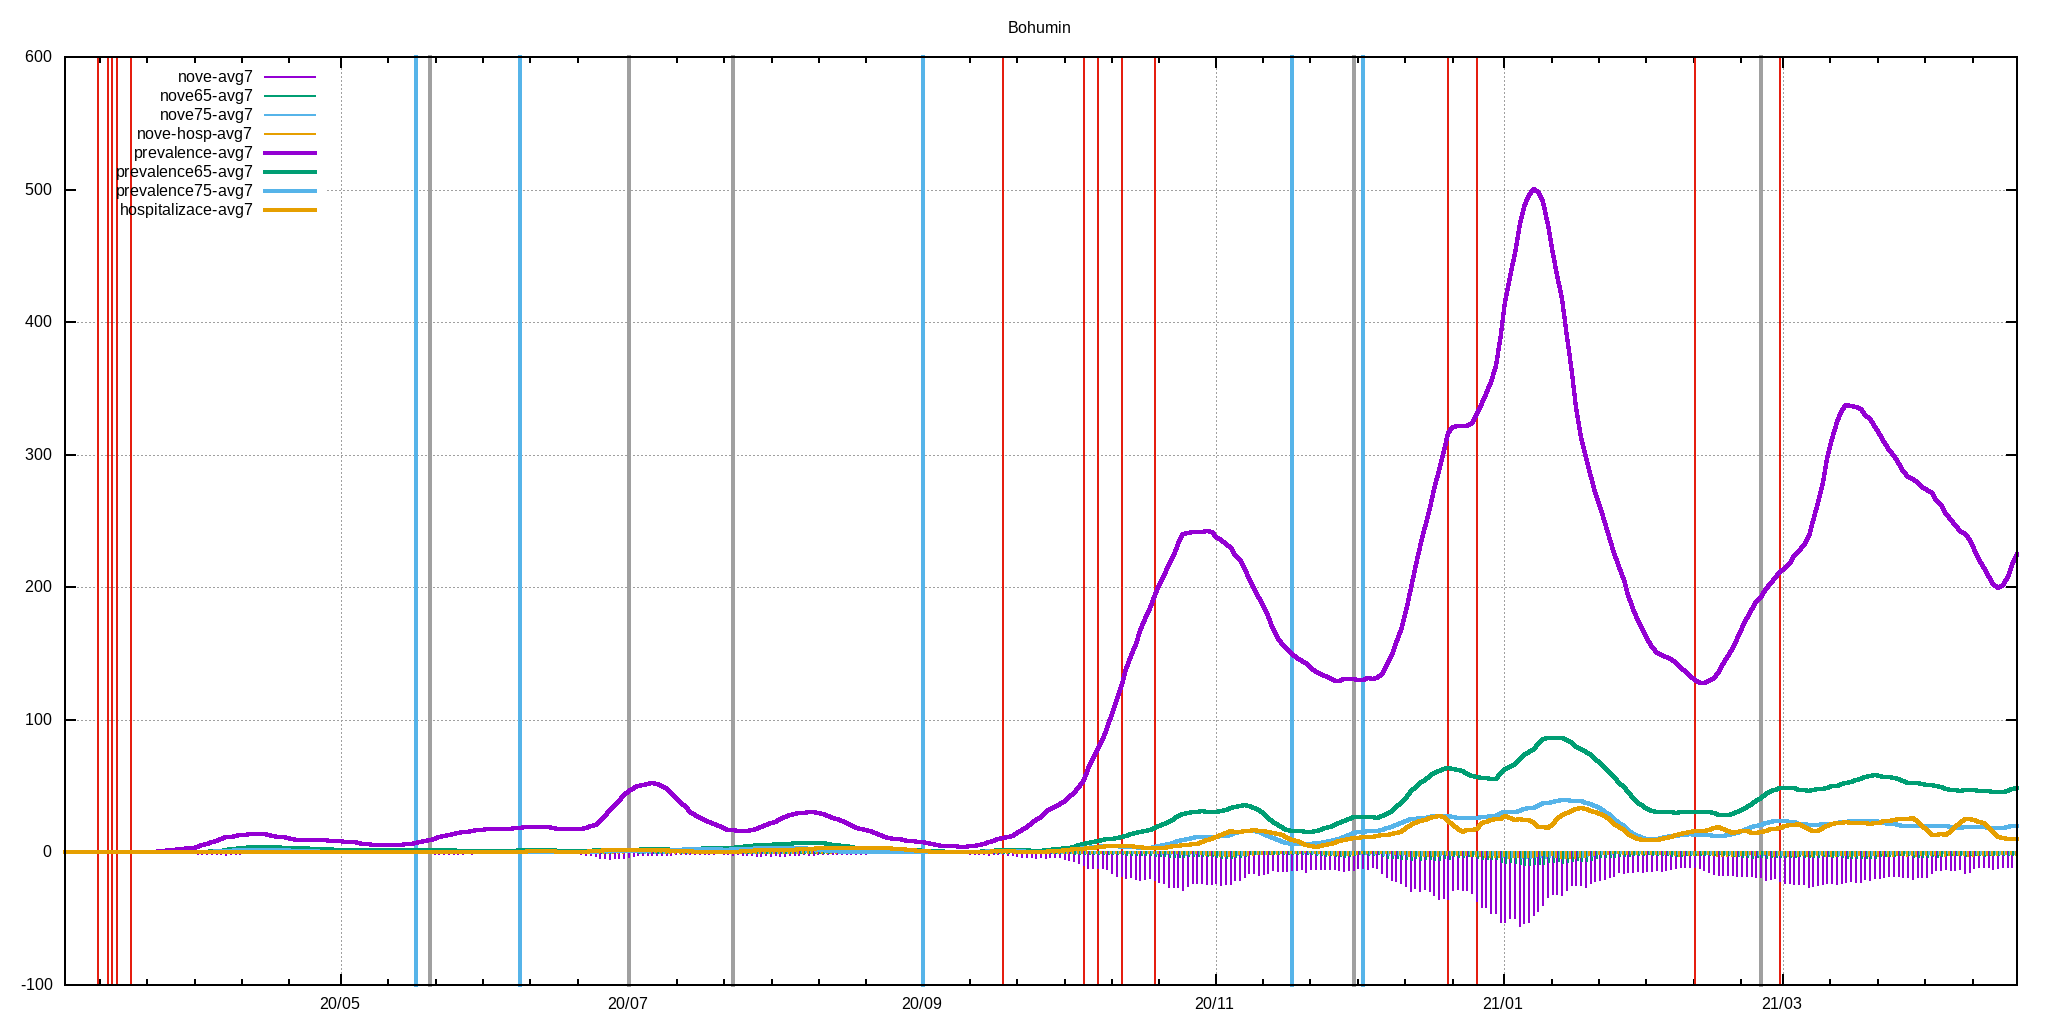 Bohumin
600
500
400
300
200
100
0
-100
nove-avg7
nove65-avg7
nove75-avg7
nove-hosp-avg7
prevalence-avg7
prevalence65-avg7
prevalence75-avg7
hospitalizace-avg7
20/05 20/07 20/09 20/11 21/01 21/03